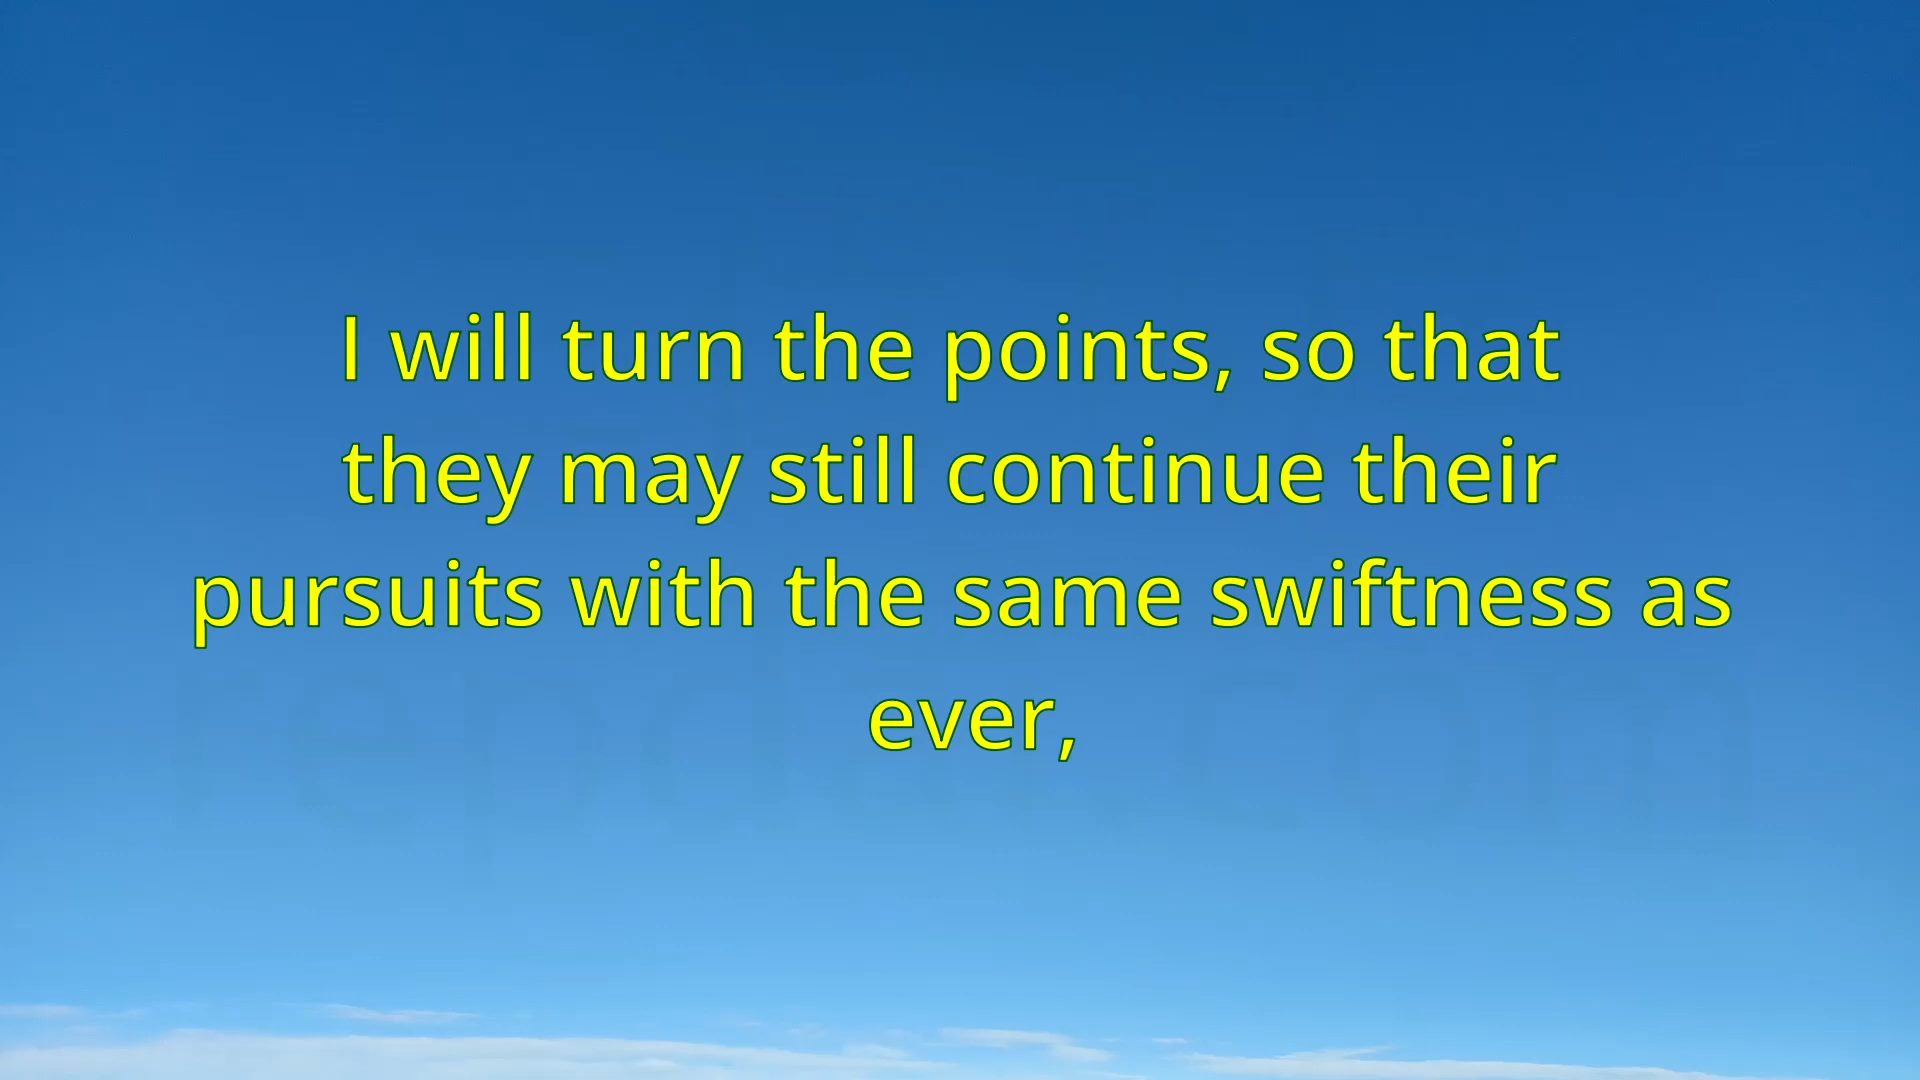 I will turn the points, so that
they may still continue their
pursuits with the same swiftness as
ever,